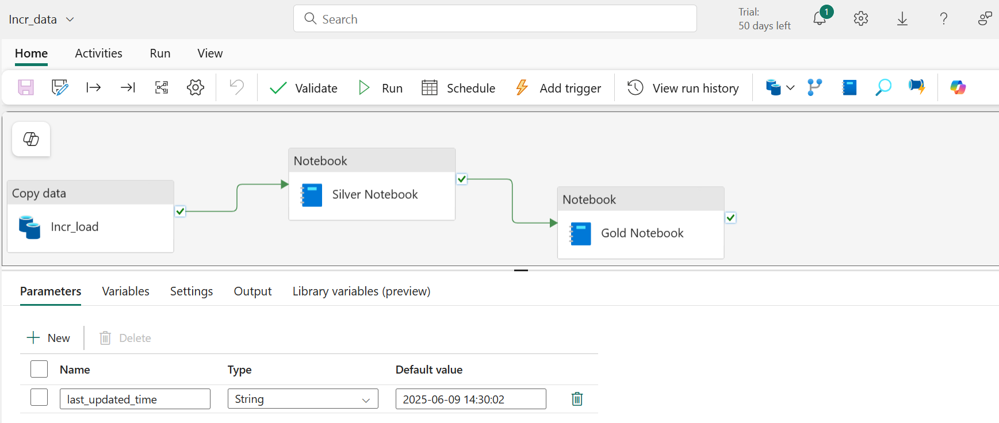 Incr_data
Search
Trial:
50 days left
1
Home Activities Run View
Validate Run Schedule Add trigger View run history
Notebook
Silver Notebook
Copy data
Incr_load
Notebook
Gold Notebook
Parameters Variables Settings Output Library variables (preview)
New Delete
Name Type Default value
last_updated_time String 2025-06-09 14:30:02